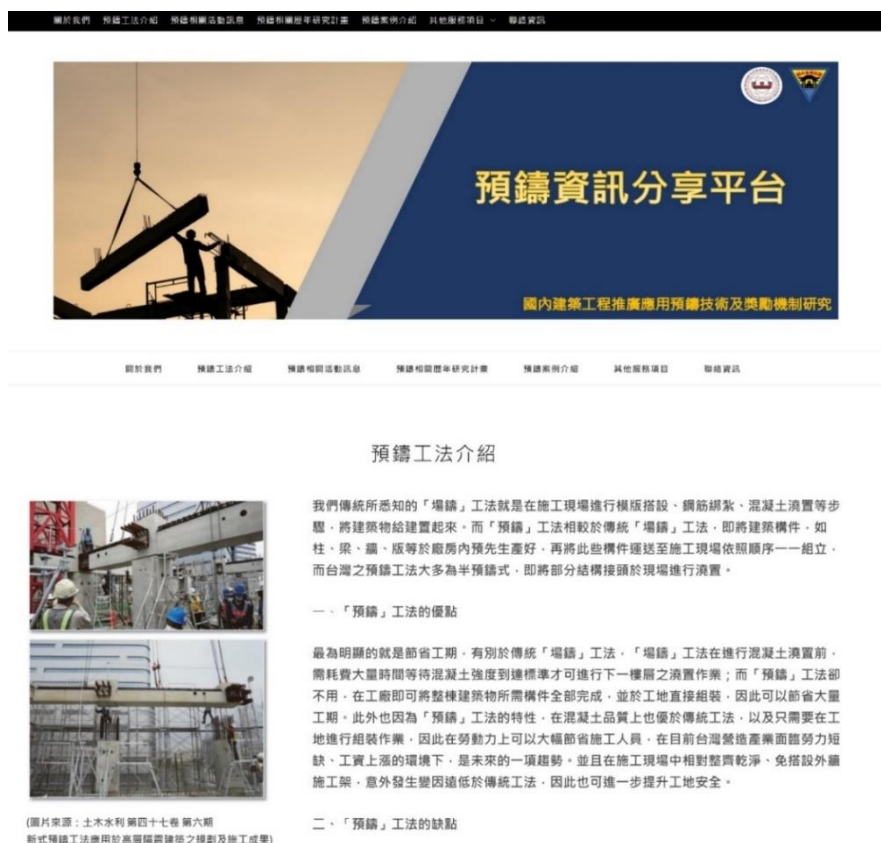 關於我們 預鑄工法介紹 預鑄相關活動訊息 預鑄相關歷年研究計畫 預鑄案例介紹 其他服務項目 聯絡資訊
預鑄資訊分享平台
國內建築工程推廣應用預鑄技術及獎勵機制研究
關於我們 預鑄工法介紹 預鑄相關活動訊息 預鑄相關歷年研究計畫 預鑄案例介紹 其他服務項目 聯絡資訊
預鑄工法介紹
我們傳統所悉知的「場鑄」工法就是在施工現場進行模版搭設、鋼筋綁紮、混凝土澆置等步
驟，將建築物給建置起來。而「預鑄」工法相較於傳統「場鑄」工法，即將建築構件，如
柱、梁、牆、版等於廠房內預先生產好，再將此些構件運送至施工現場依照順序一一組立，
而台灣之預鑄工法大多為半預鑄式，即將部分結構接頭於現場進行澆置。
一、「預鑄」工法的優點
最為明顯的就是節省工期，有別於傳統「場鑄」工法，「場鑄」工法在進行混凝土澆置前，
需耗費大量時間等待混凝土強度到達標準才可進行下一樓層之澆置作業；而「預鑄」工法卻
不用，在工廠即可將整棟建築物所需構件全部完成，並於工地直接組裝，因此可以節省大量
工期。此外也因為「預鑄」工法的特性，在混凝土品質上也優於傳統工法，以及只需要在工
地進行組裝作業，因此在勞動力上可以大幅節省施工人員，在目前台灣營造產業面臨勞力短
缺、工資上漲的環境下，是未來的一項趨勢。並且在施工現場中相對整齊乾淨、免搭設外牆
施工架，意外發生變因遠低於傳統工法，因此也可進一步提升工地安全。
(圖片來源：土木水利 第四十七卷 第六期
新式預鑄工法應用於高層隔震建築之規劃及施工成果)
二、「預鑄」工法的缺點